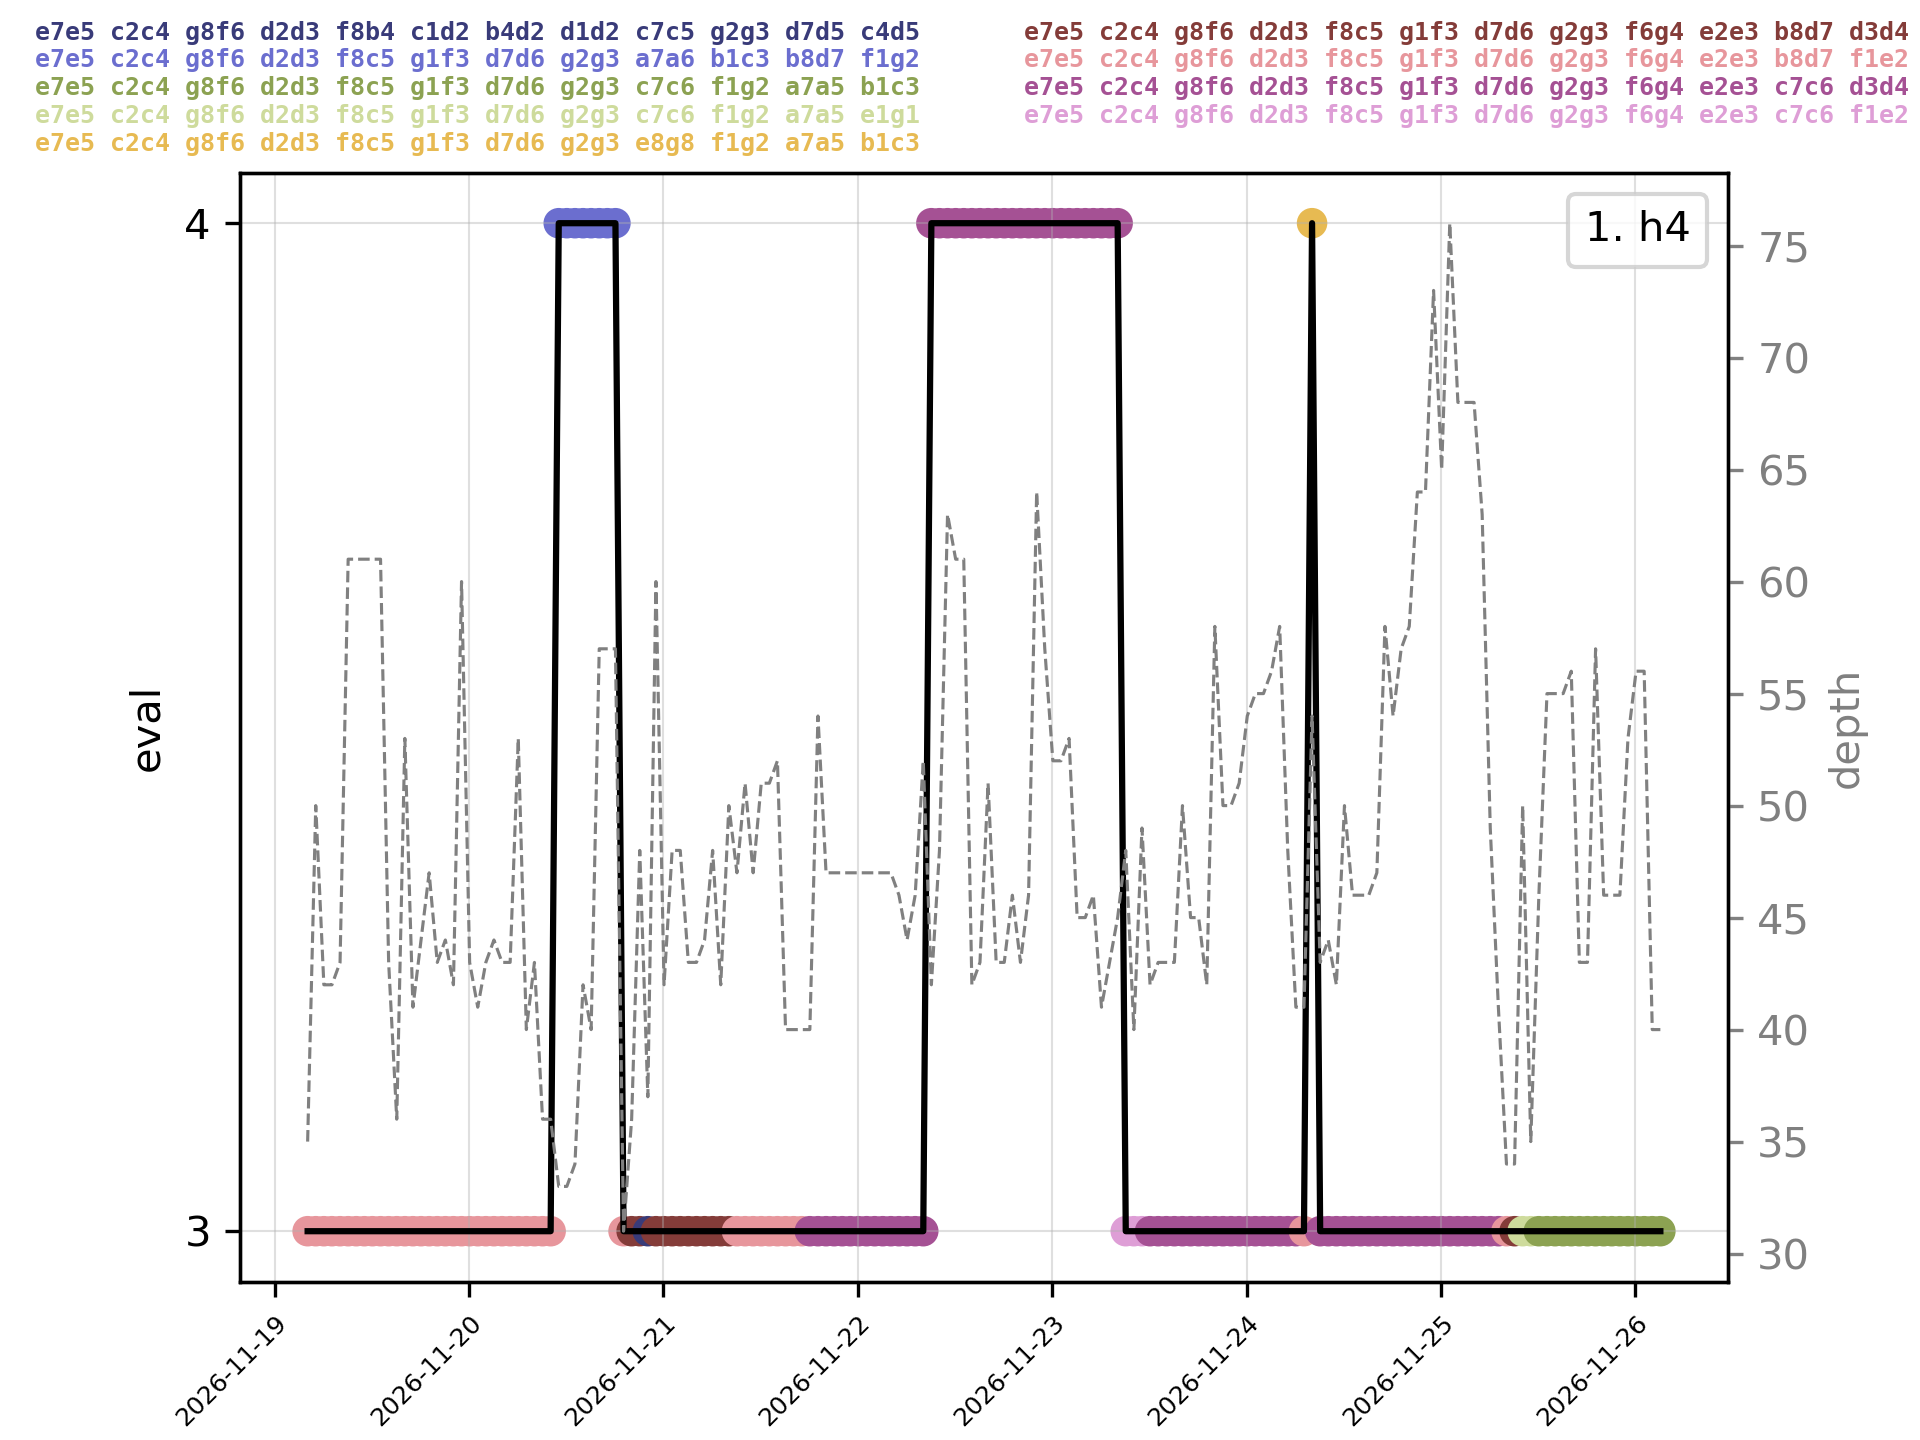 e7e5 c2c4 g8f6 d2d3 f8b4 c1d2 b4d2 d1d2 c7c5 g2g3 d7d5 c4d5
e7e5 c2c4 g8f6 d2d3 f8c5 g1f3 d7d6 g2g3 a7a6 b1c3 b8d7 f1g2
e7e5 c2c4 g8f6 d2d3 f8c5 g1f3 d7d6 g2g3 c7c6 f1g2 a7a5 b1c3
e7e5 c2c4 g8f6 d2d3 f8c5 g1f3 d7d6 g2g3 c7c6 f1g2 a7a5 e1g1
e7e5 c2c4 g8f6 d2d3 f8c5 g1f3 d7d6 g2g3 e8g8 f1g2 a7a5 b1c3
e7e5 c2c4 g8f6 d2d3 f8c5 g1f3 d7d6 g2g3 f6g4 e2e3 b8d7 d3d4
e7e5 c2c4 g8f6 d2d3 f8c5 g1f3 d7d6 g2g3 f6g4 e2e3 b8d7 f1e2
e7e5 c2c4 g8f6 d2d3 f8c5 g1f3 d7d6 g2g3 f6g4 e2e3 c7c6 d3d4
e7e5 c2c4 g8f6 d2d3 f8c5 g1f3 d7d6 g2g3 f6g4 e2e3 c7c6 f1e2
1. h4
4
3
eval
75
70
65
60
55
50
45
40
35
30
depth
2026-11-19
2026-11-20
2026-11-21
2026-11-22
2026-11-23
2026-11-24
2026-11-25
2026-11-26